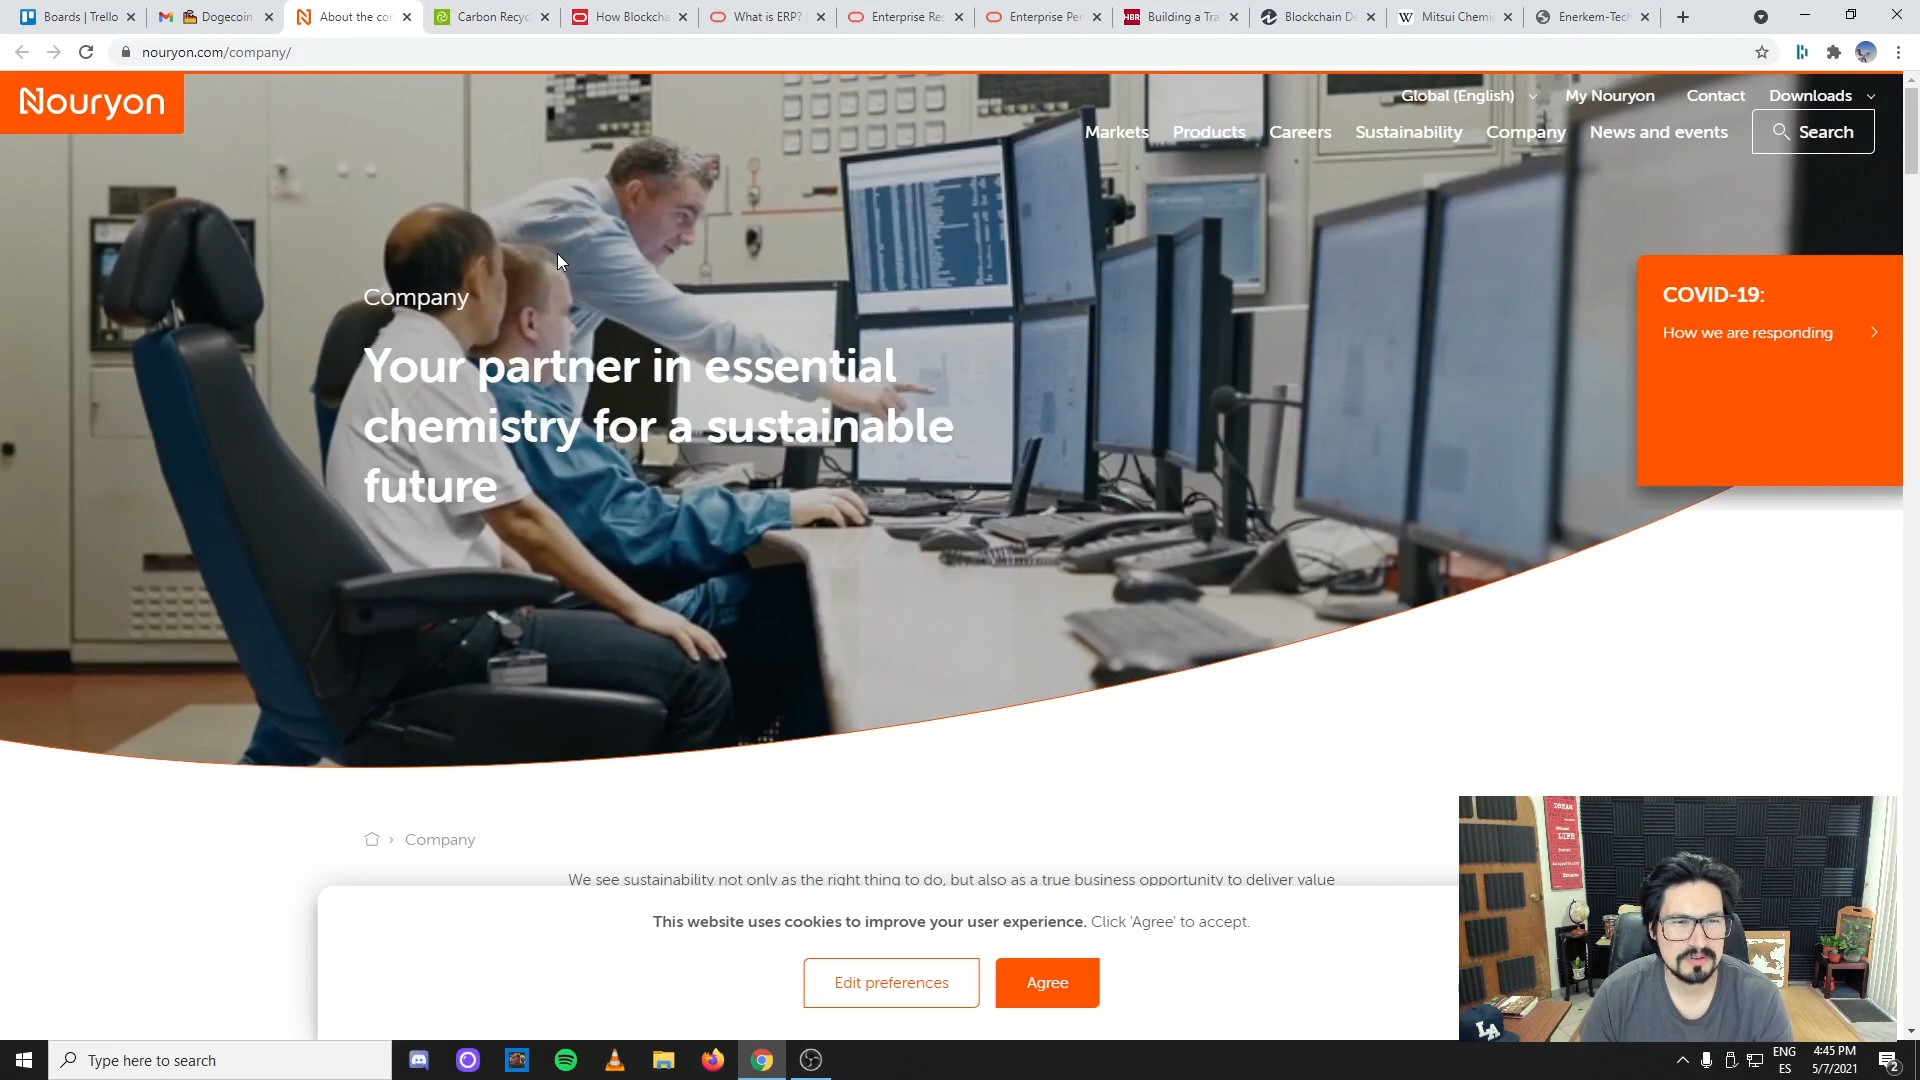 Boards | Trello
Dogecoin
About the co
Carbon Recyc
How Blockcha
What is ERP?
Enterprise Re
Enterprise Pe
HBR
Building a Tra
Blockchain D
W
Mitsui Chemi
Enerkem-Tech
nouryon.com/company/
Nouryon
Global (English)
My Nouryon
Contact
Downloads
Markets
Products
Careers
Sustainability
Company
News and events
Search
Company
Your partner in essential
chemistry for a sustainable
future
COVID-19:
How we are responding
Company
We see sustainability not only as the right thing to do, but also as a true business opportunity to deliver value
This website uses cookies to improve your user experience. Click 'Agree' to accept.
Edit preferences
Agree
DREAM
LIFE
LA
Type here to search
ENG
ES
4:45 PM
5/7/2021
2